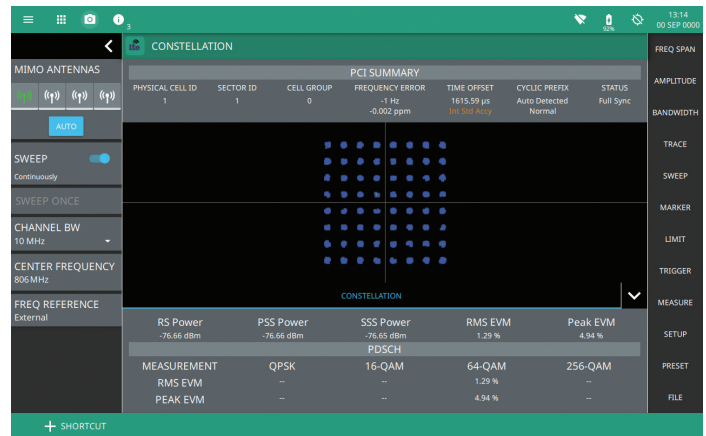 3
92%
13:14
00 SEP 0000
lte
CONSTELLATION
MIMO ANTENNAS
AUTO
SWEEP
Continuously
SWEEP ONCE
CHANNEL BW
10 MHz
CENTER FREQUENCY
806 MHz
FREQ REFERENCE
External
PCI SUMMARY
PHYSICAL CELL ID SECTOR ID CELL GROUP FREQUENCY ERROR TIME OFFSET CYCLIC PREFIX STATUS
1 1 0 -1 Hz 1615.59 µs Auto Detected Full Sync
-0.002 ppm Int Std Accy Normal
CONSTELLATION
RS Power PSS Power SSS Power RMS EVM Peak EVM
-76.66 dBm -76.66 dBm -76.65 dBm 1.29 % 4.94 %
PDSCH
MEASUREMENT QPSK 16-QAM 64-QAM 256-QAM
RMS EVM -- -- 1.29 % --
PEAK EVM -- -- 4.94 % --
FREQ SPAN
AMPLITUDE
BANDWIDTH
TRACE
SWEEP
MARKER
LIMIT
TRIGGER
MEASURE
SETUP
PRESET
FILE
SHORTCUT